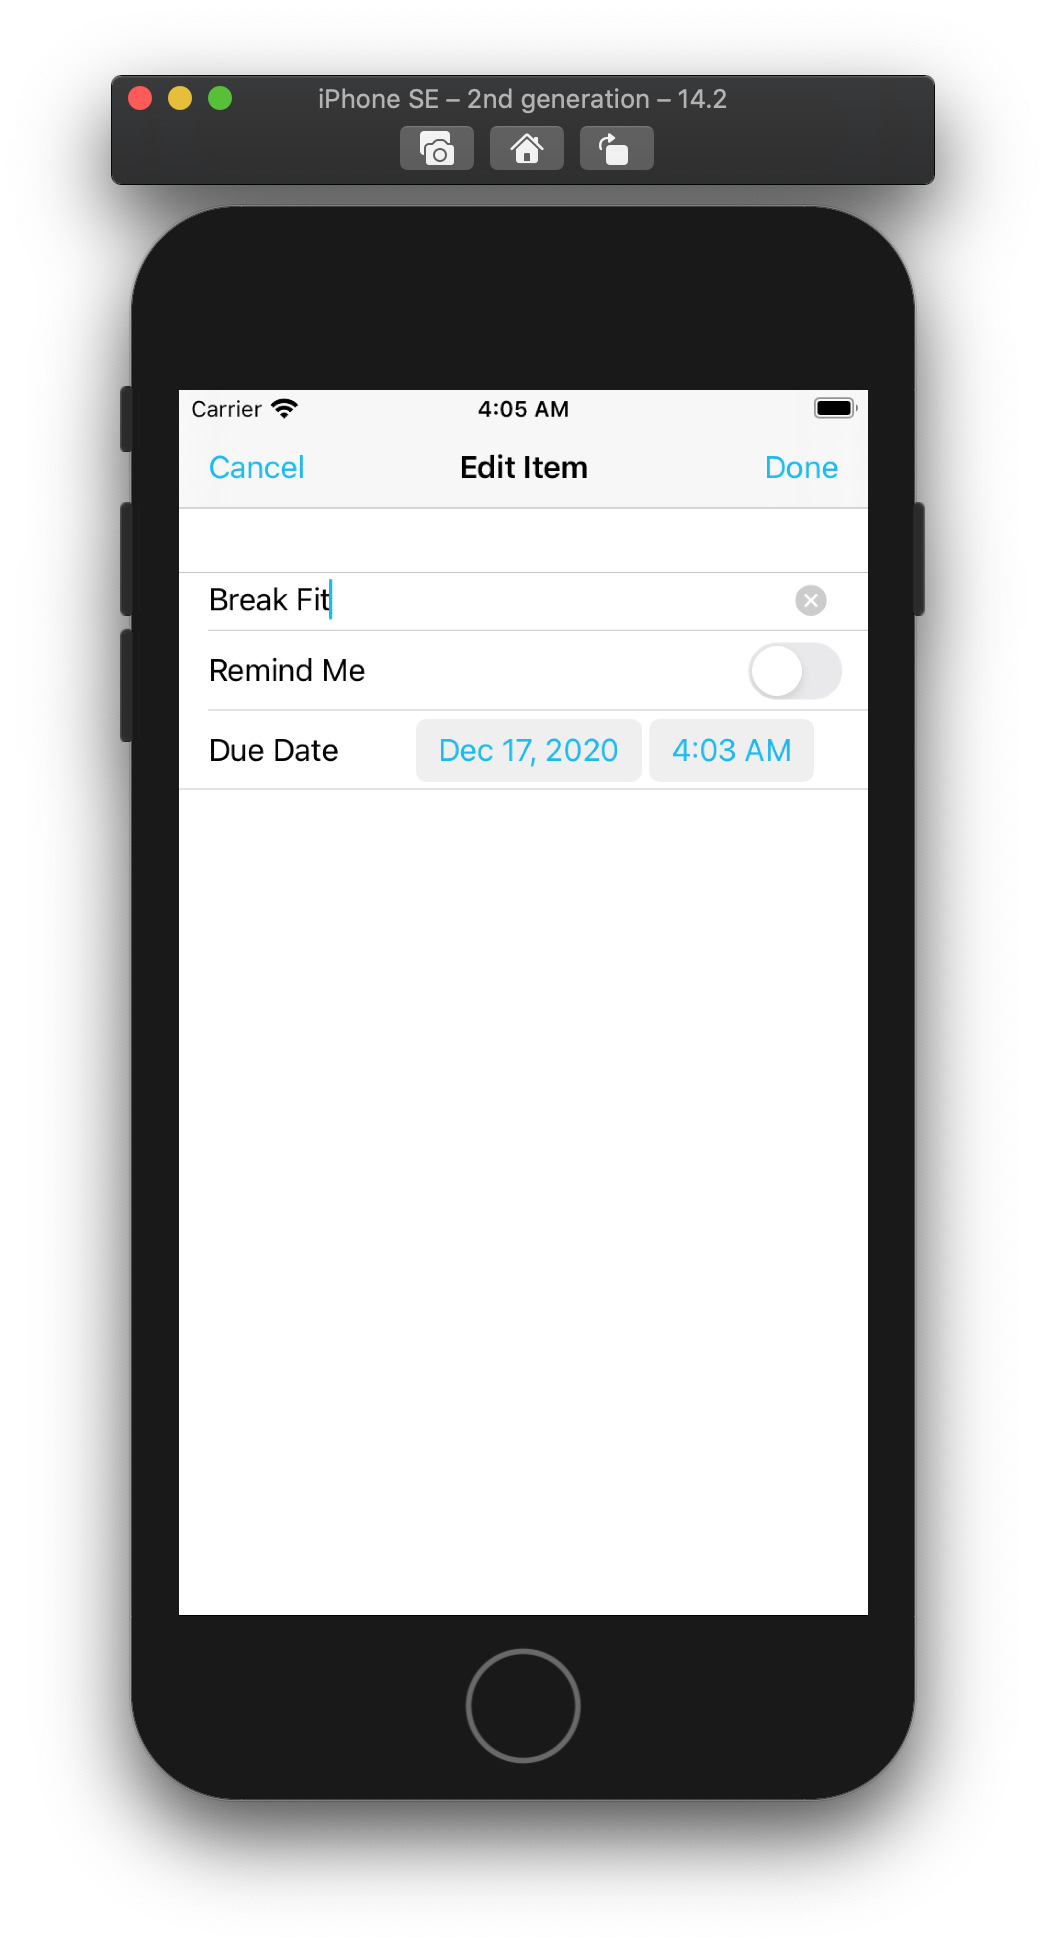 iPhone SE – 2nd generation – 14.2
Carrier 4:05 AM
Cancel Edit Item Done
Break Fit
Remind Me
Due Date Dec 17, 2020 4:03 AM